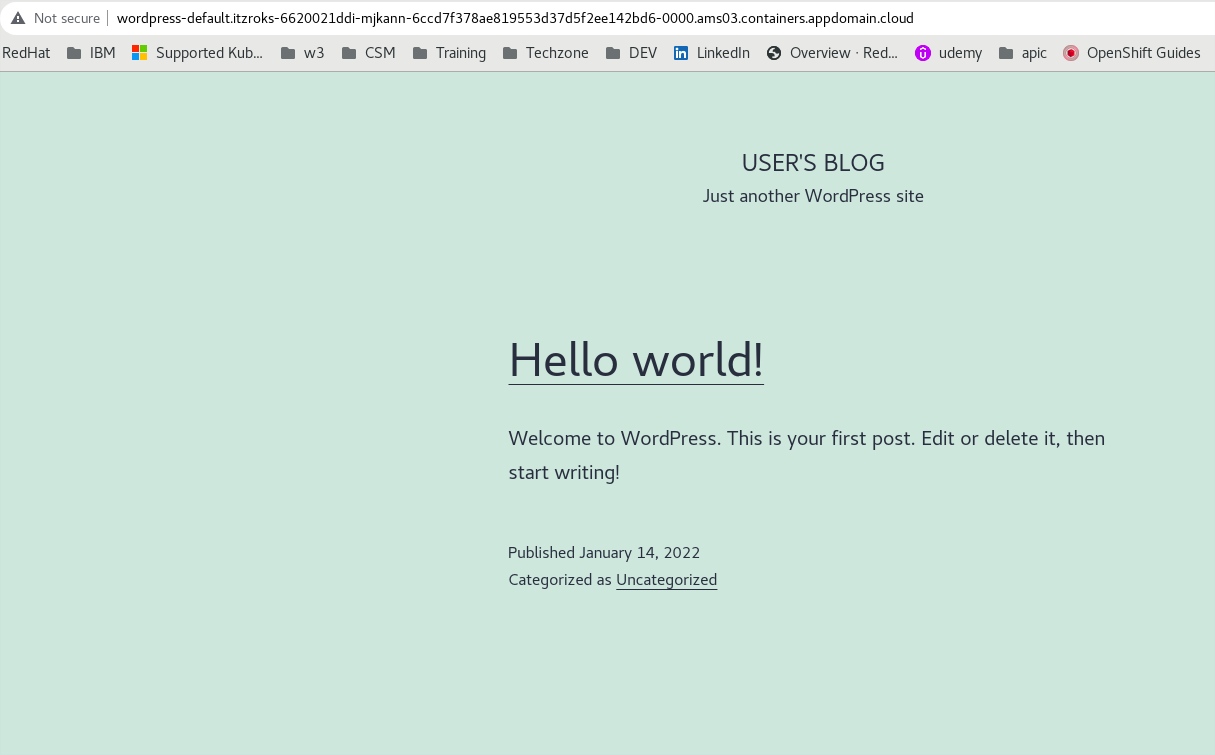 Not secure wordpress-default.itzroks-6620021ddi-mjkann-6ccd7f378ae819553d37d5f2ee142bd6-0000.ams03.containers.appdomain.cloud
RedHat IBM Supported Kub... w3 CSM Training Techzone DEV LinkedIn Overview · Red... udemy apic OpenShift Guides
USER'S BLOG
Just another WordPress site
Hello world!
Welcome to WordPress. This is your first post. Edit or delete it, then
start writing!
Published January 14, 2022
Categorized as Uncategorized